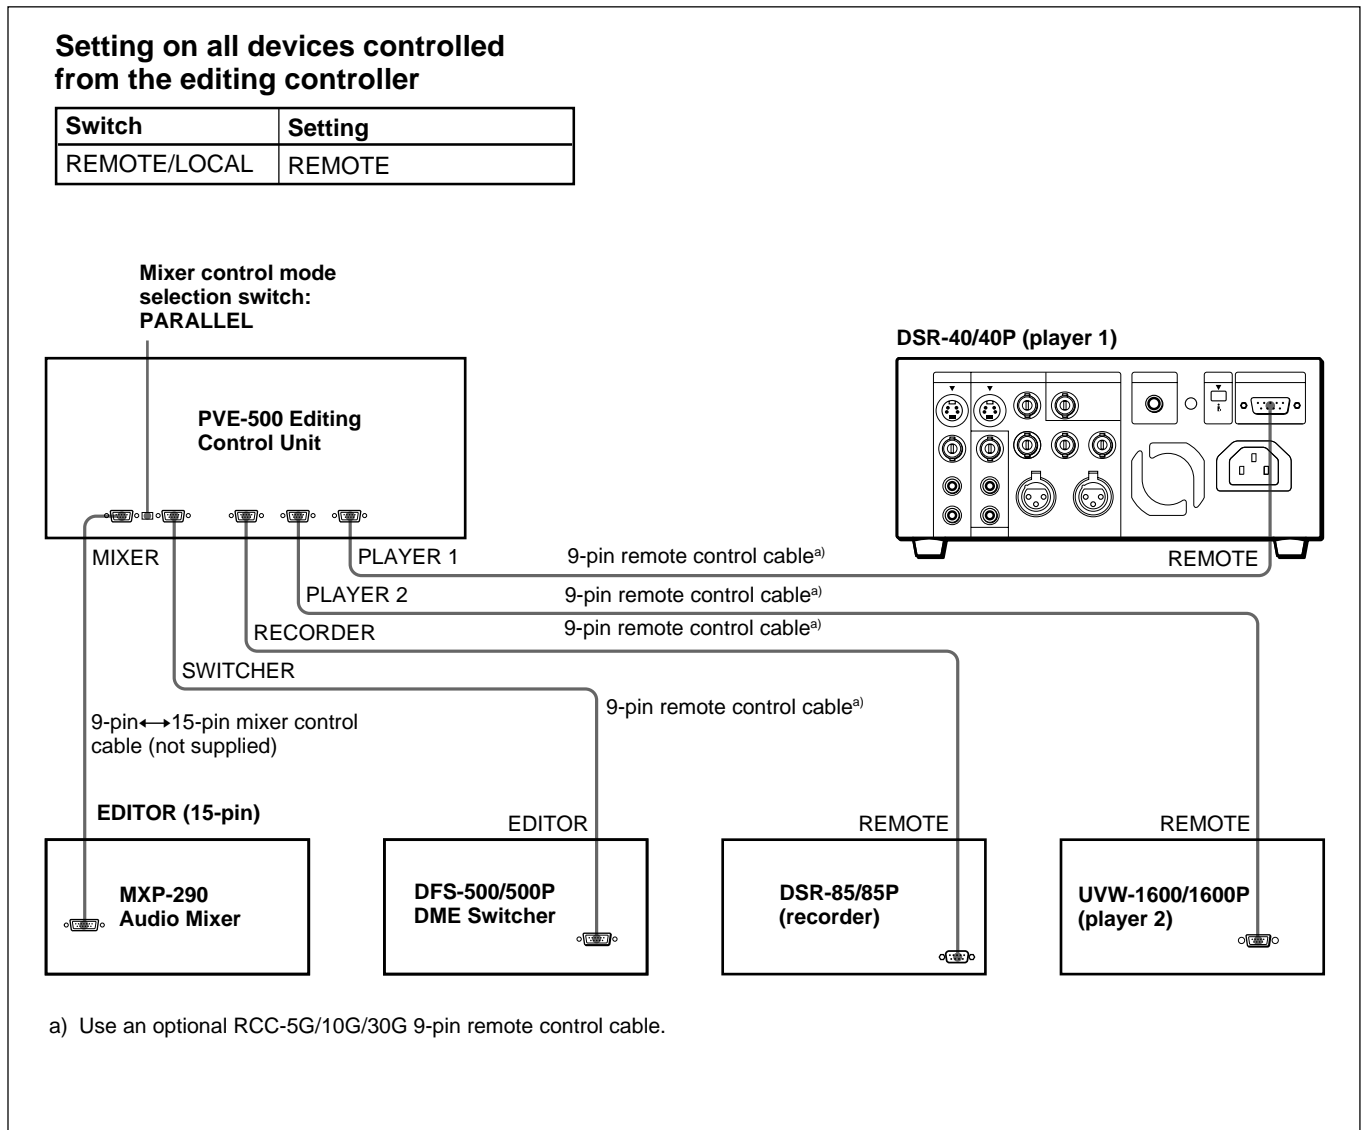 Setting on all devices controlled
from the editing controller
Switch Setting
REMOTE/LOCAL REMOTE
Mixer control mode
selection switch:
PARALLEL
DSR-40/40P (player 1)
PVE-500 Editing
Control Unit
MIXER
PLAYER 1
9-pin remote control cablea)
REMOTE
PLAYER 2
9-pin remote control cablea)
RECORDER
9-pin remote control cablea)
SWITCHER
9-pin remote control cablea)
9-pin↔15-pin mixer control
cable (not supplied)
EDITOR (15-pin)
EDITOR
REMOTE
REMOTE
MXP-290
Audio Mixer
DFS-500/500P
DME Switcher
DSR-85/85P
(recorder)
UVW-1600/1600P
(player 2)
a) Use an optional RCC-5G/10G/30G 9-pin remote control cable.